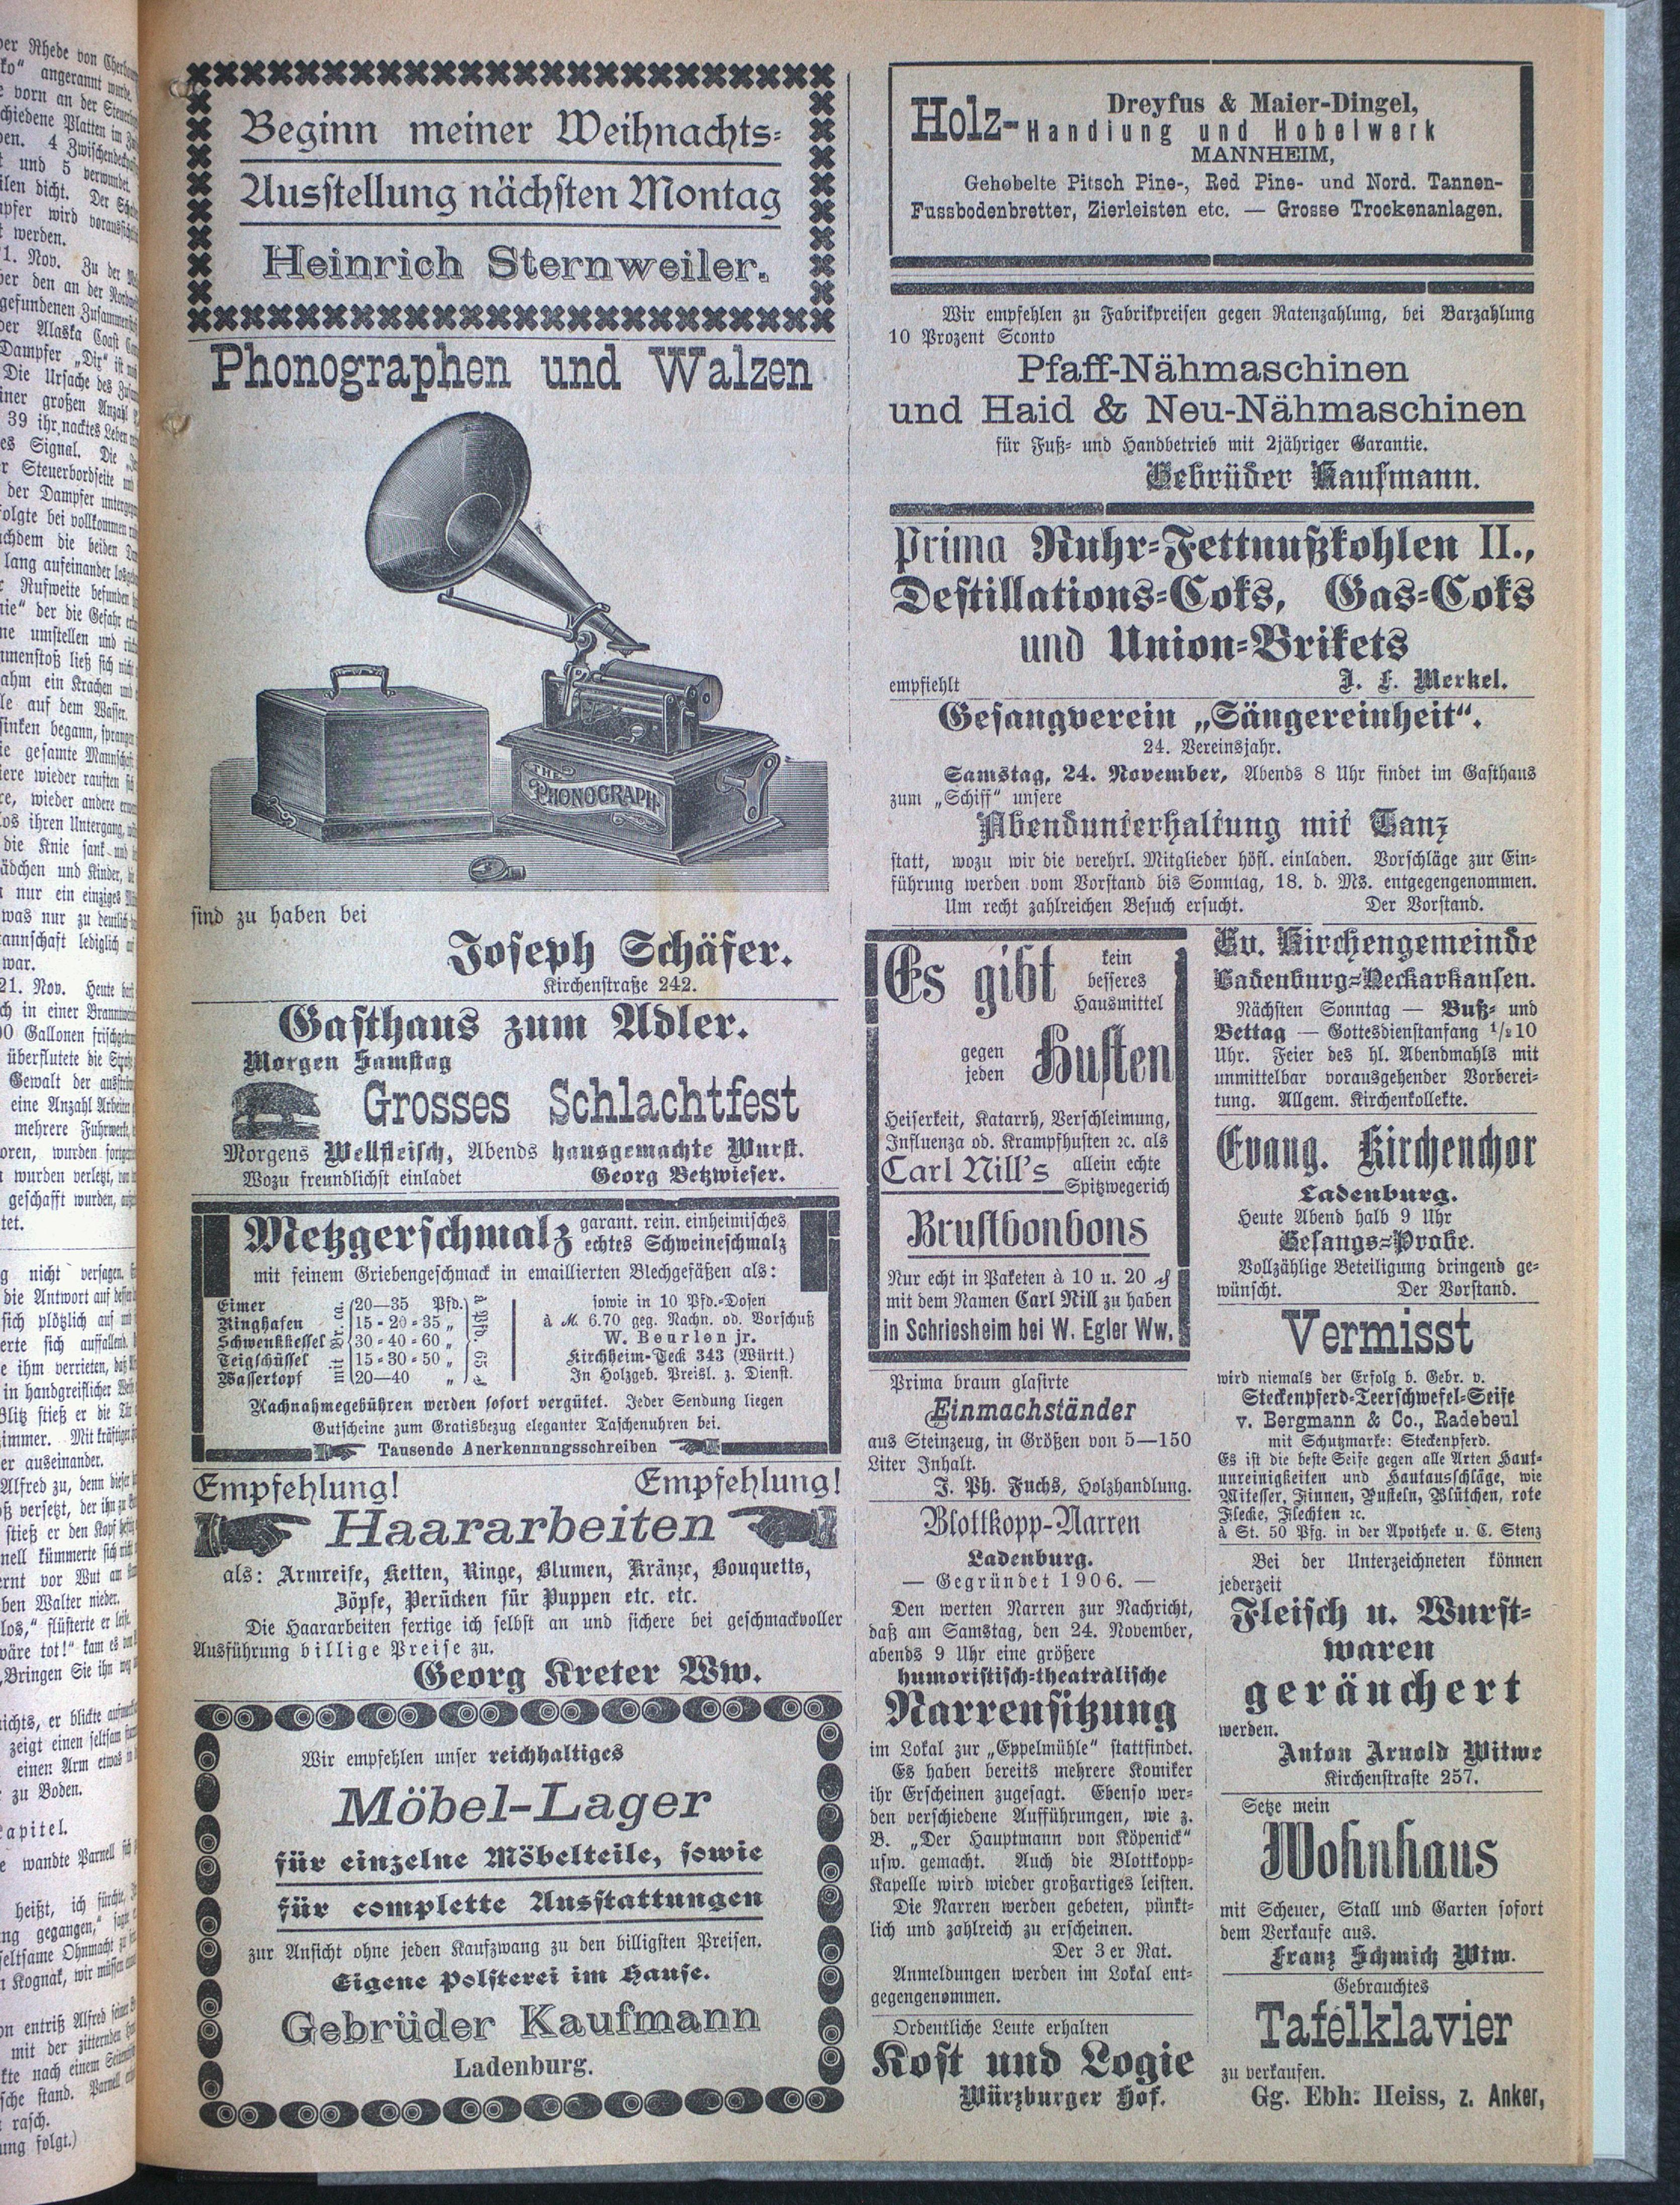 Beginn meiner Weihnachts-
Ausstellung nächsten Montag
Heinrich Sternweiler.
Phonographen und Walzen
THE
PHONOGRAPH
sind zu haben bei
Joseph Schäfer.
Kirchenstraße 242.
Gasthaus zum Adler.
Morgen Samstag
Grosses Schlachtfest
Morgens Wellfleisch, Abends hausgemachte Wurst.
Wozu freundlichst einladet Georg Betzwieser.
Metzgerschmalz garant. rein. einheimisches
echtes Schweineschmalz
mit feinem Griebengeschmack in emaillierten Blechgefäßen als:
Eimer 20—35 Pfd.
Ringhafen 15-20-35 „
Schwenkkessel 30-40-60 „
Teigschüssel 15-30-50 „
Wassertopf 20—40 „
mit Br. ca.
sowie in 10 Pfd.-Dosen
à M. 6.70 geg. Nachn. od. Vorschuß
W. Beurlen jr.
Kirchheim-Teck 343 (Württ.)
In Holzgeb. Preisl. z. Dienst.
Nachnahmegebühren werden sofort vergütet. Jeder Sendung liegen
Gutscheine zum Gratisbezug eleganter Taschenuhren bei.
Tausende Anerkennungsschreiben
Empfehlung! Empfehlung!
Haararbeiten
als: Armreife, Ketten, Ringe, Blumen, Kränze, Bouquetts,
Zöpfe, Perücken für Puppen etc. etc.
Die Haararbeiten fertige ich selbst an und sichere bei geschmackvoller
Ausführung billige Preise zu.
Georg Kreter Ww.
Wir empfehlen unser reichhaltiges
Möbel-Lager
für einzelne Möbelteile, sowie
für complette Ausstattungen
zur Ansicht ohne jeden Kaufzwang zu den billigsten Preisen.
Eigene Polsterei im Hause.
Gebrüder Kaufmann
Ladenburg.
Dreyfus & Maier-Dingel,
Holz-Handlung und Hobelwerk
MANNHEIM,
Gehobelte Pitsch Pine-, Red Pine- und Nord. Tannen-
Fussbodenbretter, Zierleisten etc. — Grosse Trockenanlagen.
Wir empfehlen zu Fabrikpreisen gegen Ratenzahlung, bei Barzahlung
10 Prozent Sconto
Pfaff-Nähmaschinen
und Haid & Neu-Nähmaschinen
für Fuß- und Handbetrieb mit 2jähriger Garantie.
Gebrüder Kaufmann.
Prima Ruhr-Fettnußkohlen II.,
Destillations-Coks, Gas-Coks
und Union-Brikets
empfiehlt J. F. Merkel.
Gesangverein „Sängereinheit“.
24. Vereinsjahr.
Samstag, 24. November, Abends 8 Uhr findet im Gasthaus
zum „Schiff“ unsere
Abendunterhaltung mit Tanz
statt, wozu wir die verehrl. Mitglieder höfl. einladen. Vorschläge zur Ein-
führung werden vom Vorstand bis Sonntag, 18. d. Ms. entgegengenommen.
Um recht zahlreichen Besuch ersucht. Der Vorstand.
Es gibt kein
besseres
Hausmittel
gegen
jeden Husten
Heiserkeit, Katarrh, Verschleimung,
Influenza od. Krampfhusten ꝛc. als
Carl Nill's allein echte
Spitzwegerich
Brustbonbons
Nur echt in Paketen à 10 u. 20 ₰
mit dem Namen Carl Nill zu haben
in Schriesheim bei W. Egler Ww.
Prima braun glasirte
Einmachständer
aus Steinzeug, in Größen von 5—150
Liter Inhalt.
J. Ph. Fuchs, Holzhandlung.
Blottkopp-Narren
Ladenburg.
— Gegründet 1906. —
Den werten Narren zur Nachricht,
daß am Samstag, den 24. November,
abends 9 Uhr eine größere
humoristisch-theatralische
Narrensitzung
im Lokal zur „Eppelmühle“ stattfindet.
Es haben bereits mehrere Komiker
ihr Erscheinen zugesagt. Ebenso wer-
den verschiedene Aufführungen, wie z.
B. „Der Hauptmann von Köpenick“
usw. gemacht. Auch die Blottkopp-
Kapelle wird wieder großartiges leisten.
Die Narren werden gebeten, pünkt-
lich und zahlreich zu erscheinen.
Der 3er Rat.
Anmeldungen werden im Lokal ent-
gegengenommen.
Ordentliche Leute erhalten
Kost und Logie
Würzburger Hof.
Ev. Kirchengemeinde
Ladenburg-Neckarhausen.
Nächsten Sonntag — Buß- und
Bettag — Gottesdienstanfang ½10
Uhr. Feier des hl. Abendmahls mit
unmittelbar vorausgehender Vorberei-
tung. Allgem. Kirchenkollekte.
Evang. Kirchenchor
Ladenburg.
Heute Abend halb 9 Uhr
Gesangs-Probe.
Vollzählige Beteiligung dringend ge-
wünscht. Der Vorstand.
Vermisst
wird niemals der Erfolg b. Gebr. v.
Steckenpferd-Teerschwefel-Seife
v. Bergmann & Co., Radebeul
mit Schutzmarke: Steckenpferd.
Es ist die beste Seife gegen alle Arten Haut-
unreinigkeiten und Hautausschläge, wie
Mitesser, Finnen, Pusteln, Blütchen, rote
Flecke, Flechten ꝛc.
à St. 50 Pfg. in der Apotheke u. C. Stenz
Bei der Unterzeichneten können
jederzeit
Fleisch u. Wurst-
waren
geräuchert
werden.
Anton Arnold Witwe
Kirchenstraße 257.
Setze mein
Wohnhaus
mit Scheuer, Stall und Garten sofort
dem Verkaufe aus.
Franz Schmich Wtw.
Gebrauchtes
Tafelklavier
zu verkaufen.
Gg. Ebh. Heiss, z. Anker,